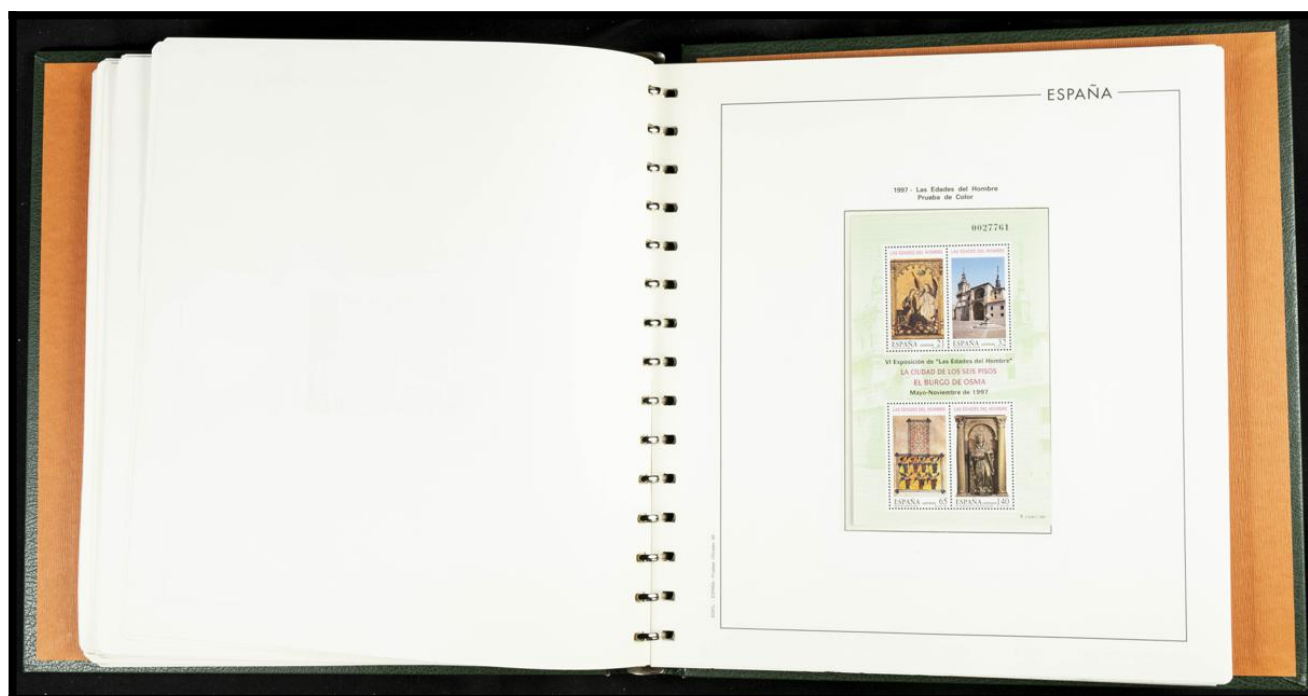 ESPAÑA
1997 - Las Edades del Hombre
Prueba de Color
0027761
LAS EDADES DEL HOMBRE
LAS EDADES DEL HOMBRE
ESPAÑA 21
ESPAÑA 32
VI Exposición de "Las Edades del Hombre"
LA CIUDAD DE LOS SEIS PISOS
EL BURGO DE OSMA
Mayo-Noviembre de 1997
LAS EDADES DEL HOMBRE
LAS EDADES DEL HOMBRE
ESPAÑA 65
ESPAÑA 140